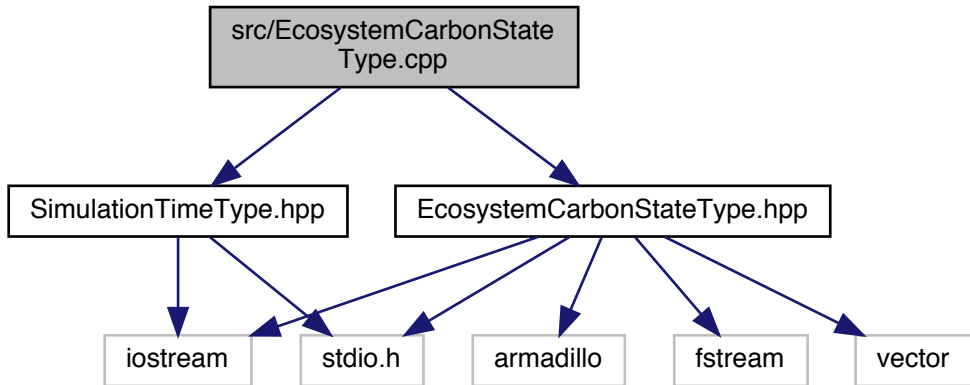 src/EcosystemCarbonState
Type.cpp
SimulationTimeType.hpp
EcosystemCarbonStateType.hpp
iostream
stdio.h
armadillo
fstream
vector